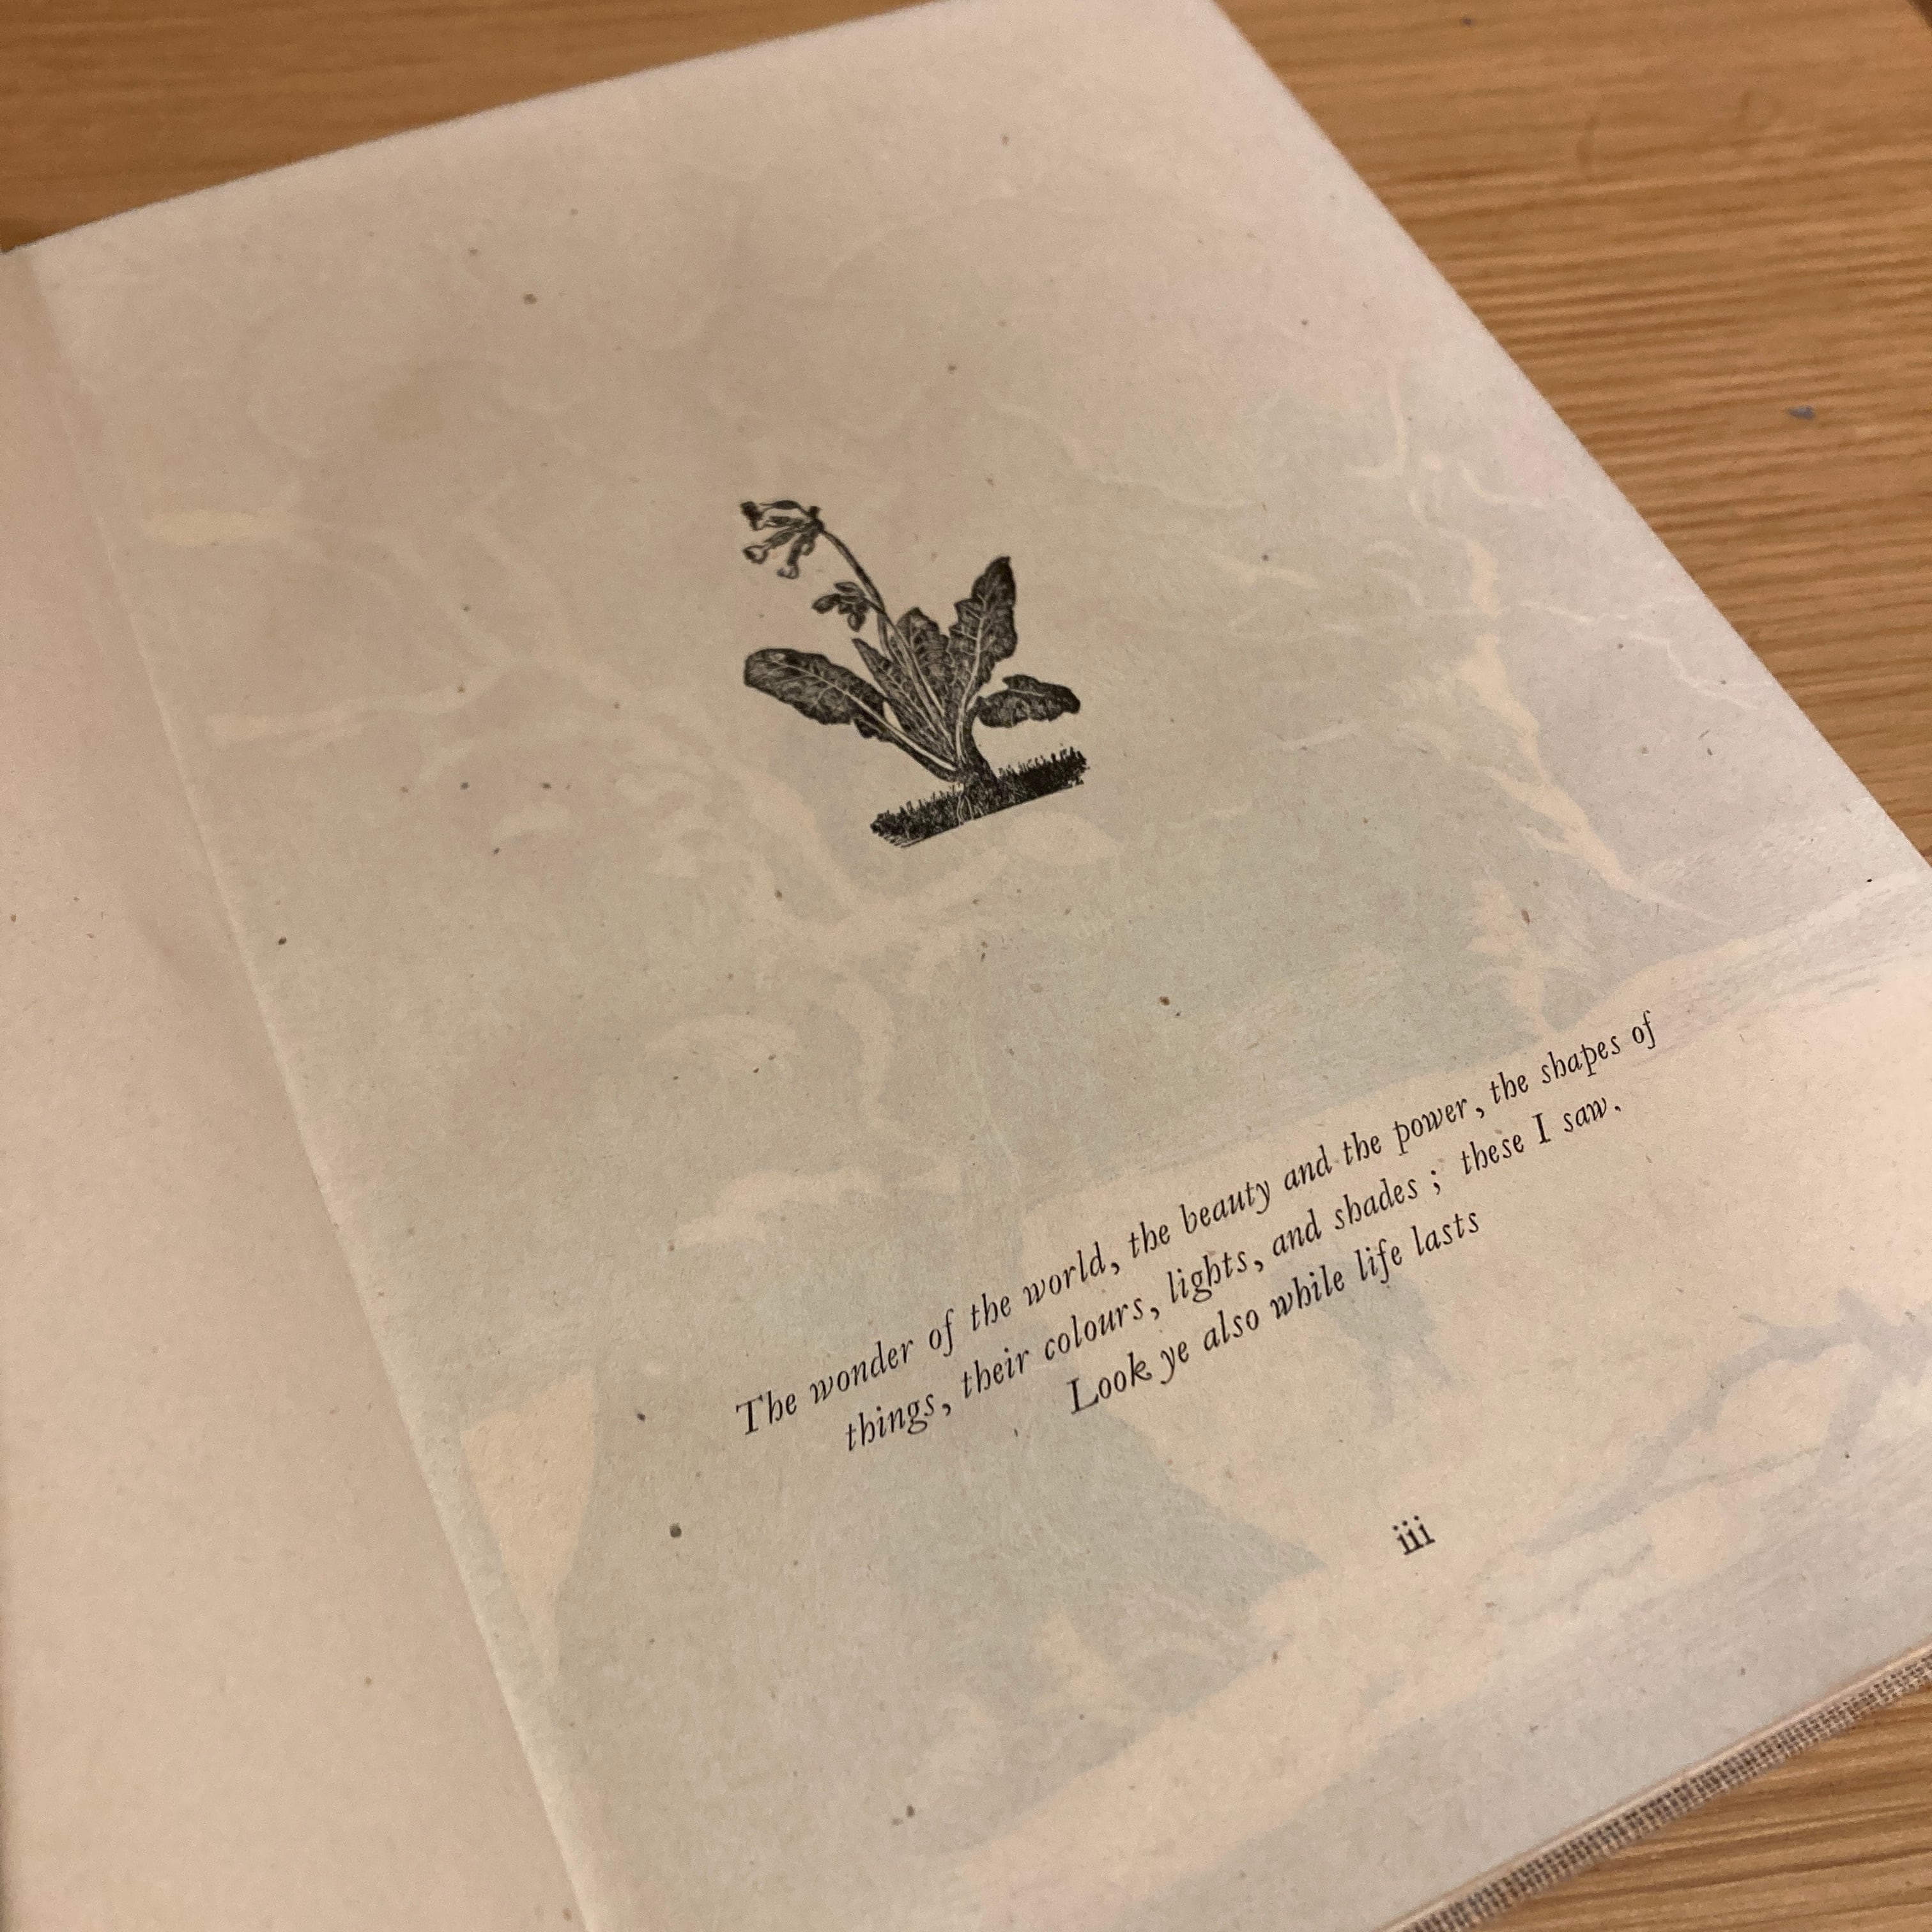 The wonder of the world, the beauty and the power, the shapes of
things, their colours, lights, and shades ; these I saw.
Look ye also while life lasts
iii